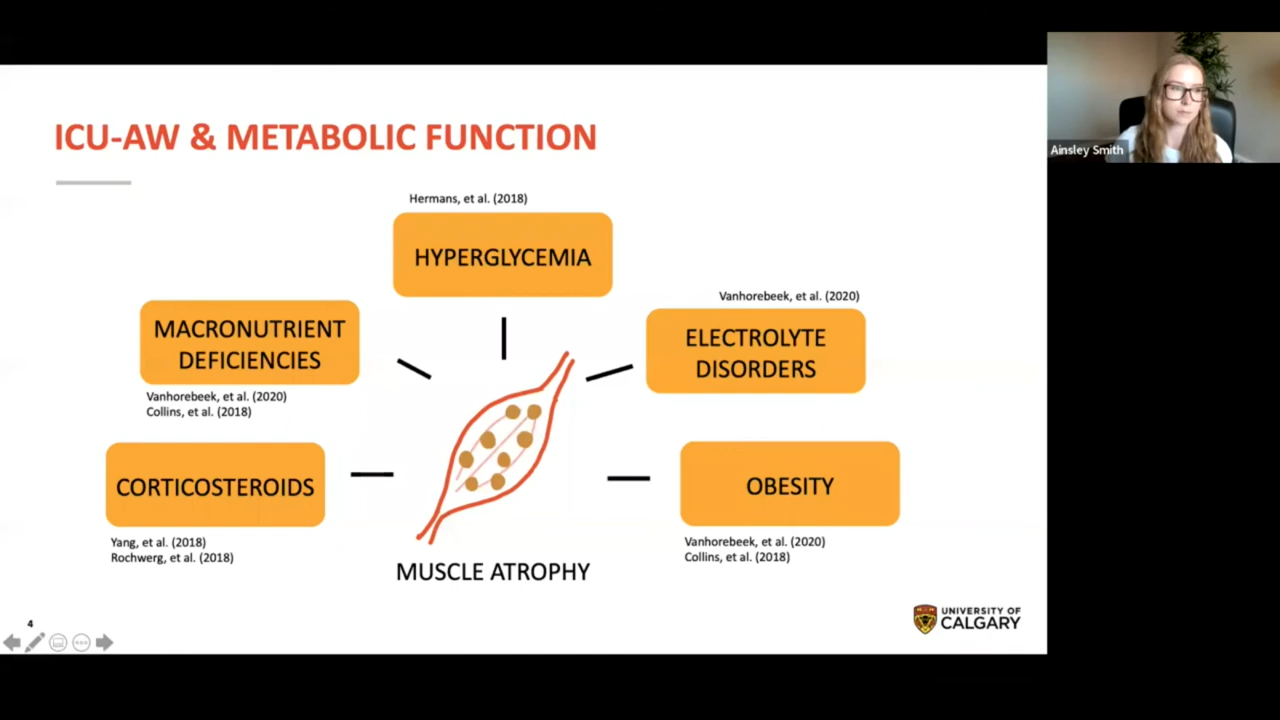 ICU-AW & METABOLIC FUNCTION
Ainsley Smith
Hermans, et al. (2018)
HYPERGLYCEMIA
Vanhorebeek, et al. (2020)
ELECTROLYTE
DISORDERS
MACRONUTRIENT
DEFICIENCIES
Vanhorebeek, et al. (2020)
Collins, et al. (2018)
CORTICOSTEROIDS
Yang, et al. (2018)
Rochwerg, et al. (2018)
OBESITY
Vanhorebeek, et al. (2020)
Collins, et al. (2018)
MUSCLE ATROPHY
4
UNIVERSITY OF
CALGARY